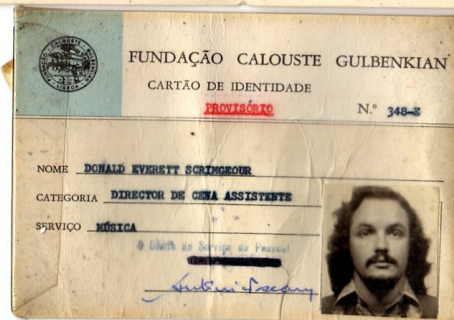 FUNDAÇÃO CALOUSTE GULBENKIAN
CARTÃO DE IDENTIDADE
PROVISÓRIO
N.º 348-Z
NOME DONALD EVERETT SCRIMGEOUR
CATEGORIA DIRECTOR DE CENA ASSISTENTE
SERVIÇO MÚSICA
O Chefe do Serviço do Pessoal